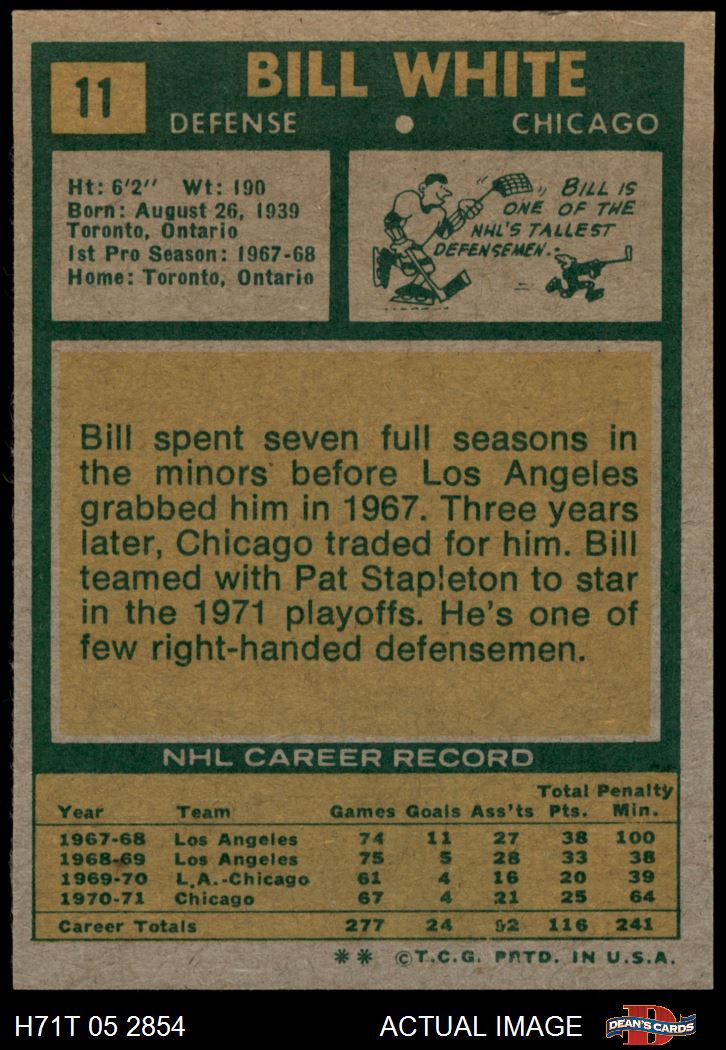 11
BILL WHITE
DEFENSE
CHICAGO
Ht: 6'2" Wt: 190
Born: August 26, 1939
Toronto, Ontario
1st Pro Season: 1967-68
Home: Toronto, Ontario
BILL IS
ONE OF THE
NHL'S TALLEST
DEFENSEMEN.
Bill spent seven full seasons in
the minors before Los Angeles
grabbed him in 1967. Three years
later, Chicago traded for him. Bill
teamed with Pat Stapleton to star
in the 1971 playoffs. He's one of
few right-handed defensemen.
NHL CAREER RECORD
Total Penalty
Year Team Games Goals Ass'ts Pts. Min.
1967-68 Los Angeles 74 11 27 38 100
1968-69 Los Angeles 75 5 28 33 38
1969-70 L.A.-Chicago 61 4 16 20 39
1970-71 Chicago 67 4 21 25 64
Career Totals 277 24 92 116 241
** ©T.C.G. PRTD. IN U.S.A.
H71T 05 2854
ACTUAL IMAGE
D
DEAN'S CARDS